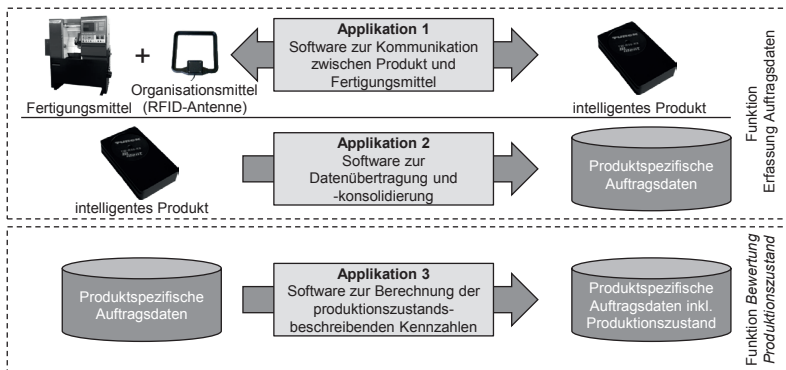 Applikation 1
Software zur Kommunikation
zwischen Produkt und
Fertigungsmittel
+
Fertigungsmittel
Organisationsmittel
(RFID-Antenne)
intelligentes Produkt
Applikation 2
Software zur
Datenübertragung und
-konsolidierung
intelligentes Produkt
Produktspezifische
Auftragsdaten
Funktion
Erfassung Auftragsdaten
Produktspezifische
Auftragsdaten
Applikation 3
Software zur Berechnung der
produktionszustands-
beschreibenden Kennzahlen
Produktspezifische
Auftragsdaten inkl.
Produktionszustand
Funktion Bewertung
Produktionszustand